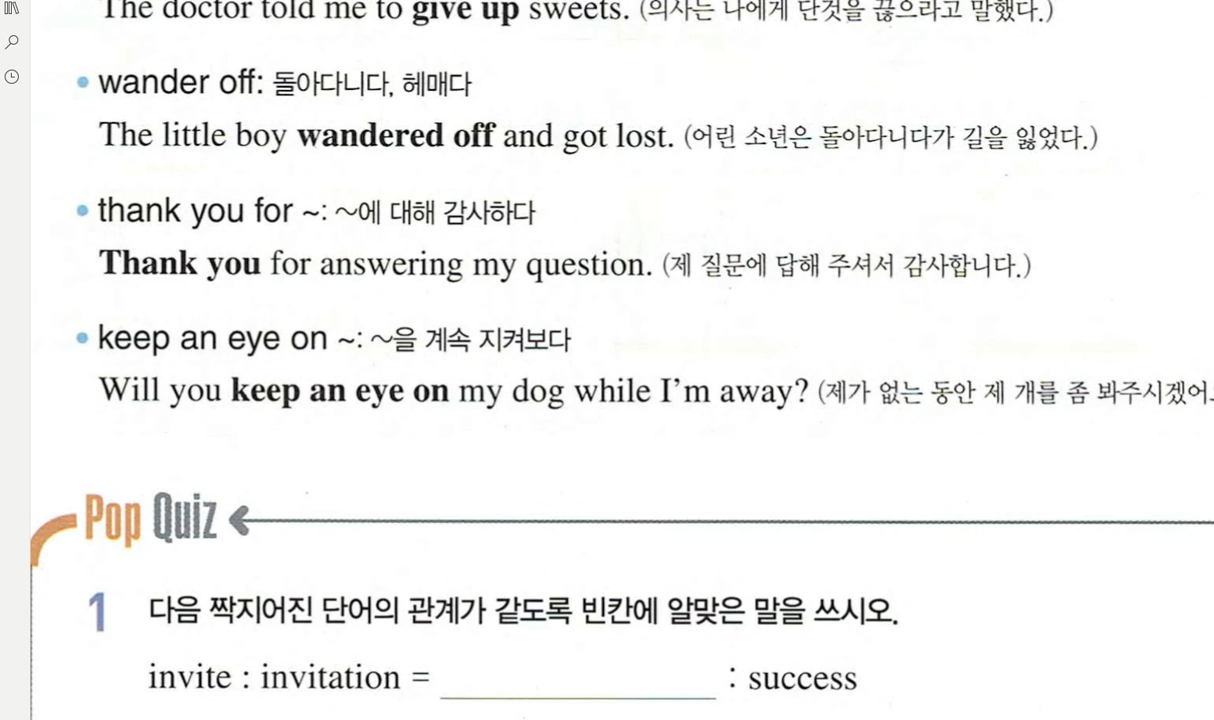 The doctor told me to give up sweets. (의사는 나에게 단것을 끊으라고 말했다.)
• wander off: 돌아다니다, 헤매다
The little boy wandered off and got lost. (어린 소년은 돌아다니다가 길을 잃었다.)
• thank you for ~: ~에 대해 감사하다
Thank you for answering my question. (제 질문에 답해 주셔서 감사합니다.)
• keep an eye on ~: ~을 계속 지켜보다
Will you keep an eye on my dog while I'm away? (제가 없는 동안 제 개를 좀 봐주시겠어
Pop Quiz
1 다음 짝지어진 단어의 관계가 같도록 빈칸에 알맞은 말을 쓰시오.
invite : invitation = ____________ : success